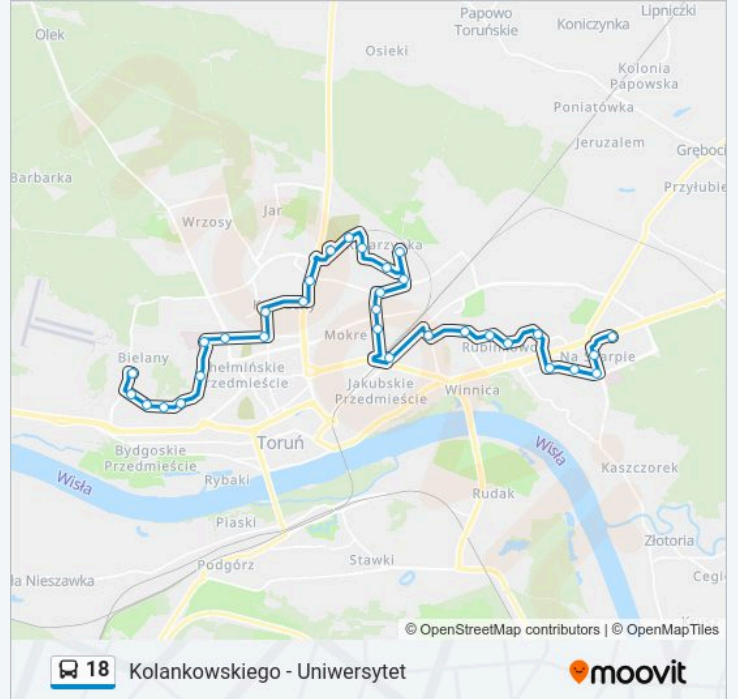 Papowo
Toruńskie
Koniczynka
Lipniczki
Olek
Osieki
Kolonia
Papowska
Poniatówka
Jeruzalem
Gręboci
Barbarka
Przyłubie
Wrzosy
Jar
Mokre
Rubinkowo
Na Skarpie
Bielany
Chełmińskie
Przedmieście
Jakubskie
Przedmieście
Winnica
Toruń
Bydgoskie
Przedmieście
Wisła
Wisła
Kaszczorek
Rybaki
Rudak
Piaski
Złotoria
Stawki
Podgórz
Nieszawka
© OpenStreetMap contributors | © OpenMapTiles
18 Kolankowskiego - Uniwersytet
moovit